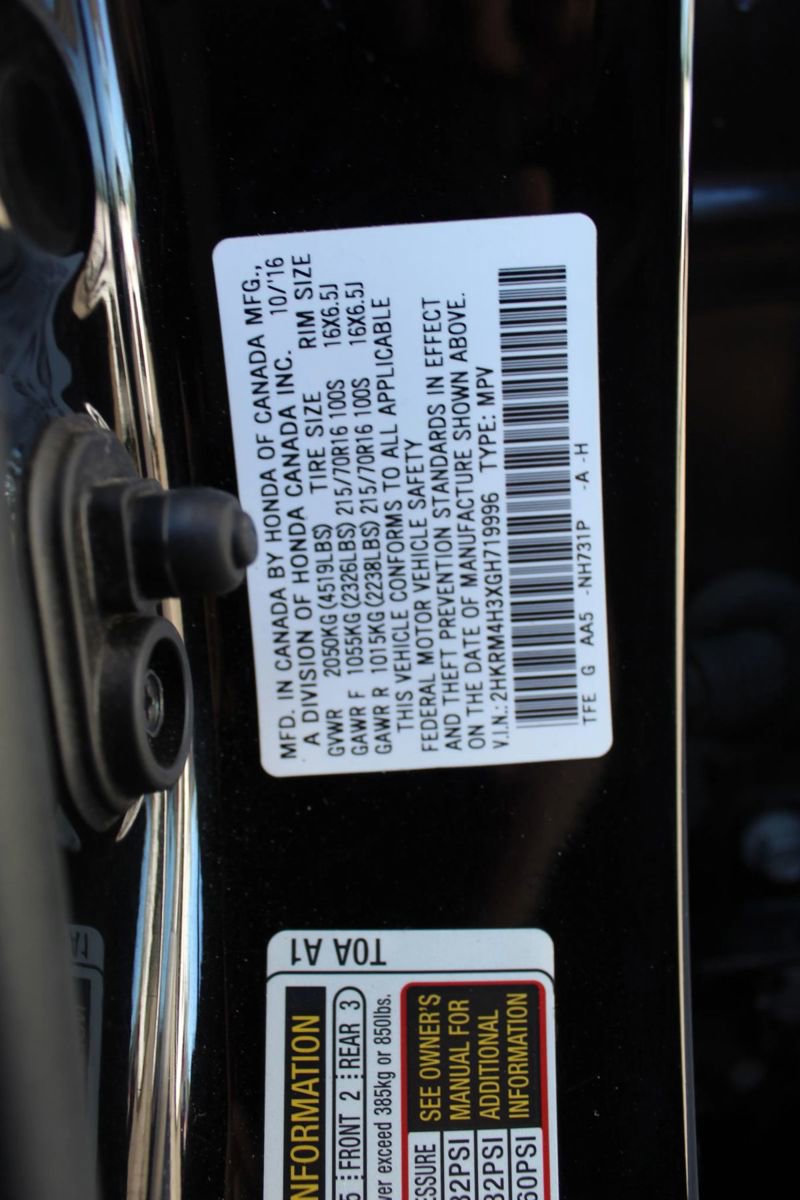 MFD. IN CANADA BY HONDA OF CANADA MFG.,
A DIVISION OF HONDA CANADA INC. 10/'16
GVWR 2050KG(4519LBS) TIRE SIZE RIM SIZE
GAWR F 1055KG(2326LBS) 215/70R16 100S 16X6.5J
GAWR R 1015KG(2238LBS) 215/70R16 100S 16X6.5J
THIS VEHICLE CONFORMS TO ALL APPLICABLE
FEDERAL MOTOR VEHICLE SAFETY
AND THEFT PREVENTION STANDARDS IN EFFECT
ON THE DATE OF MANUFACTURE SHOWN ABOVE.
V.I.N.: 2HKRM4H3XGH719996 TYPE: MPV
TFE G AA5 -NH731P -A -H
T0A A1
NFORMATION
5 FRONT 2 REAR 3
ver exceed 385kg or 850lbs.
SSURE
32PSI
32PSI
60PSI
SEE OWNER'S
MANUAL FOR
ADDITIONAL
INFORMATION